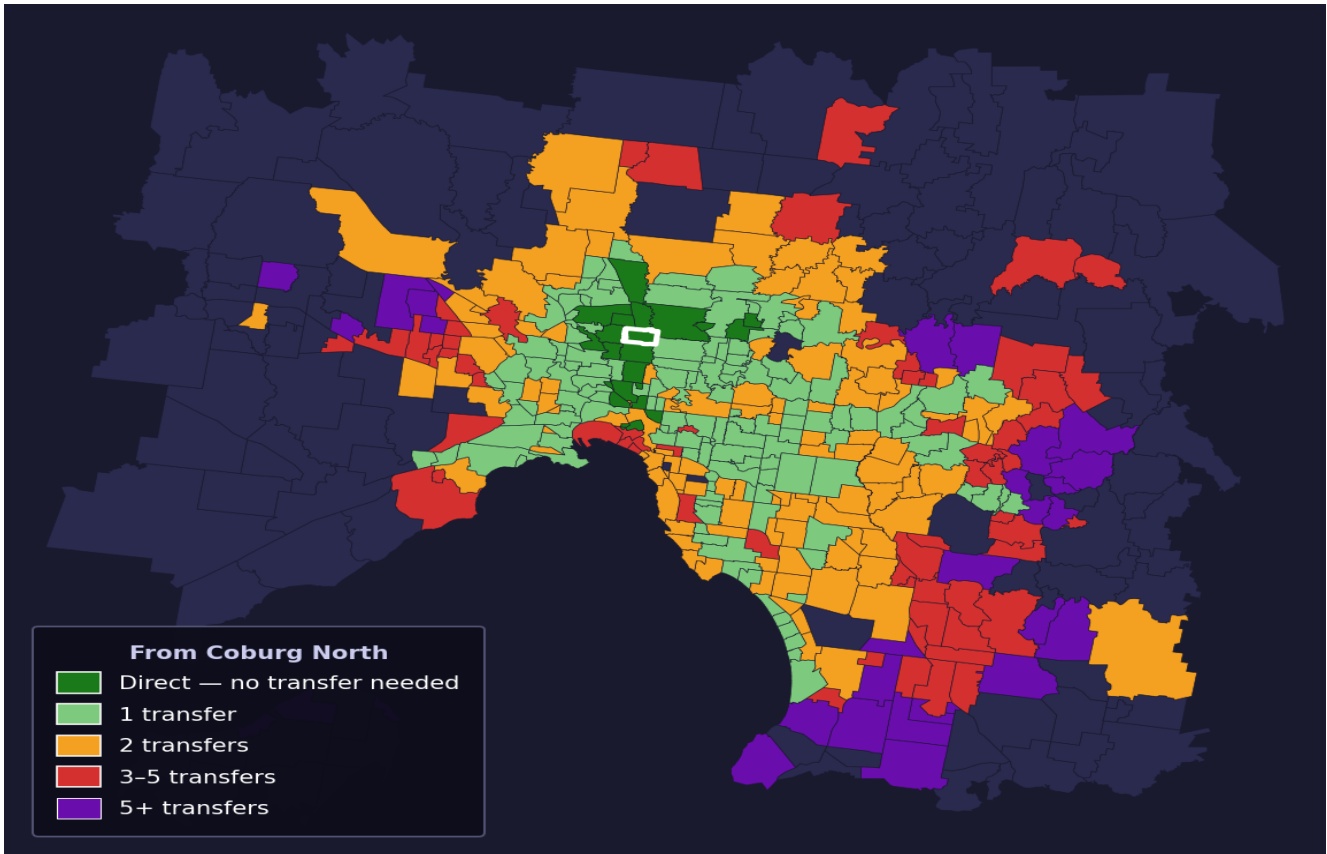 From Coburg North
Direct — no transfer needed
1 transfer
2 transfers
3–5 transfers
5+ transfers